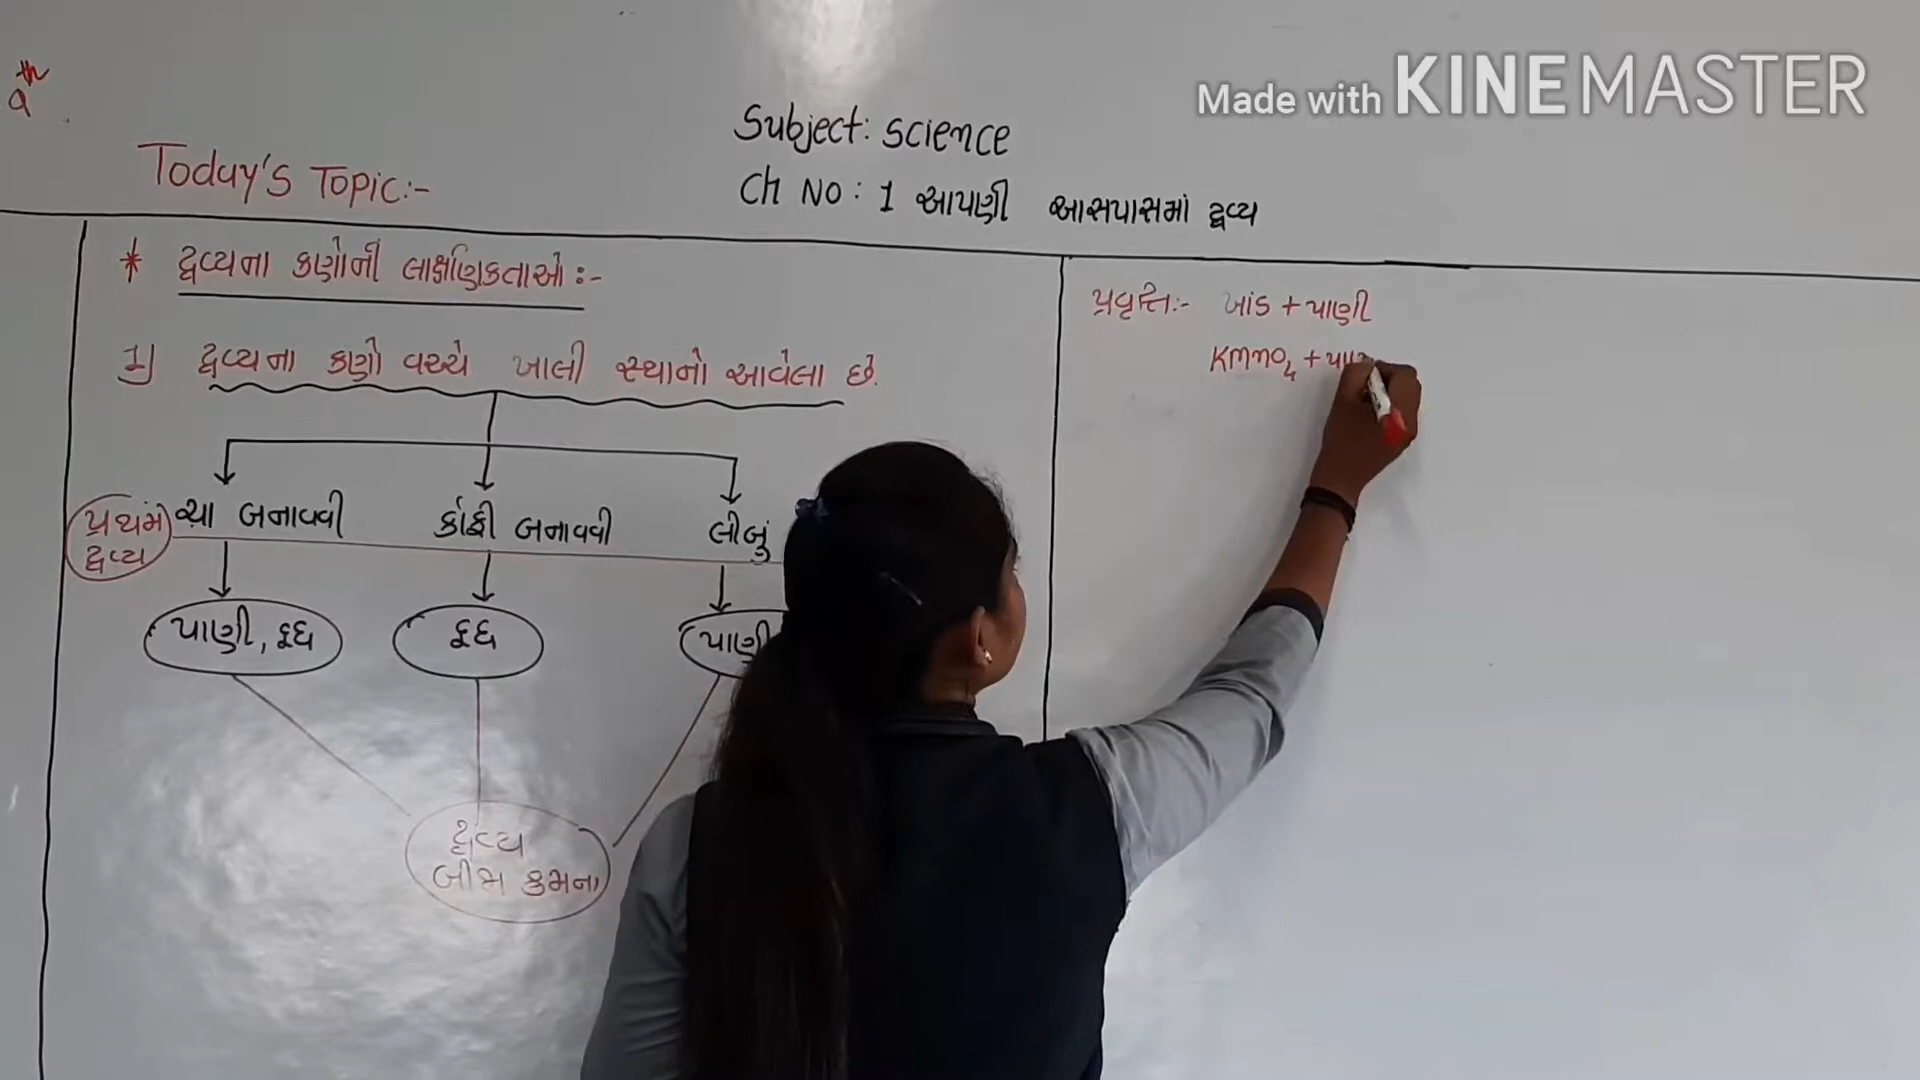 Made with KINEMASTER
9th
Subject: Science
Today's Topic:-
Ch No: 1 આપણી આસપાસમાં દ્રવ્ય
* દ્રવ્યના કણોની લાક્ષણિકતાઓ :-
1) દ્રવ્યના કણો વચ્ચે ખાલી સ્થાનો આવેલા છે.
પ્રથમ દ્રવ્ય
ચા બનાવવી
કૉફી બનાવવી
લીંબુ
પાણી, દૂધ
દૂધ
પાણી
દ્રવ્ય
બીજા ક્રમના
પ્રવૃત્તિ:- ખાંડ + પાણી
KMnO4 +